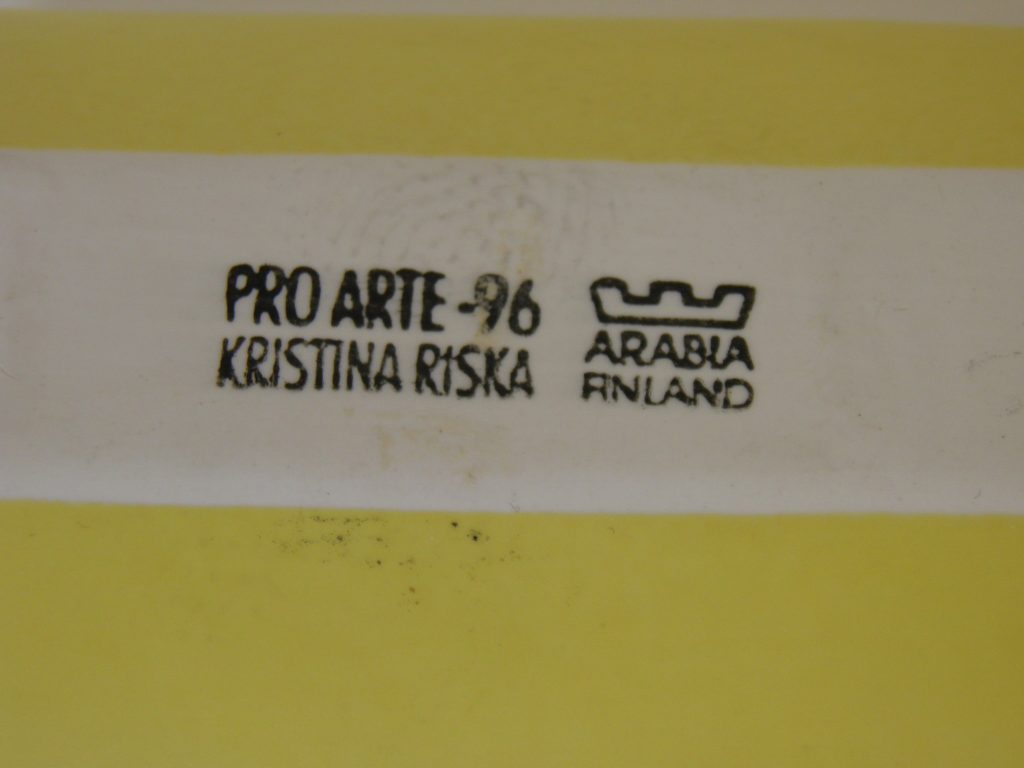 PRO ARTE -96
KRISTINA RISKA
ARABIA
FINLAND